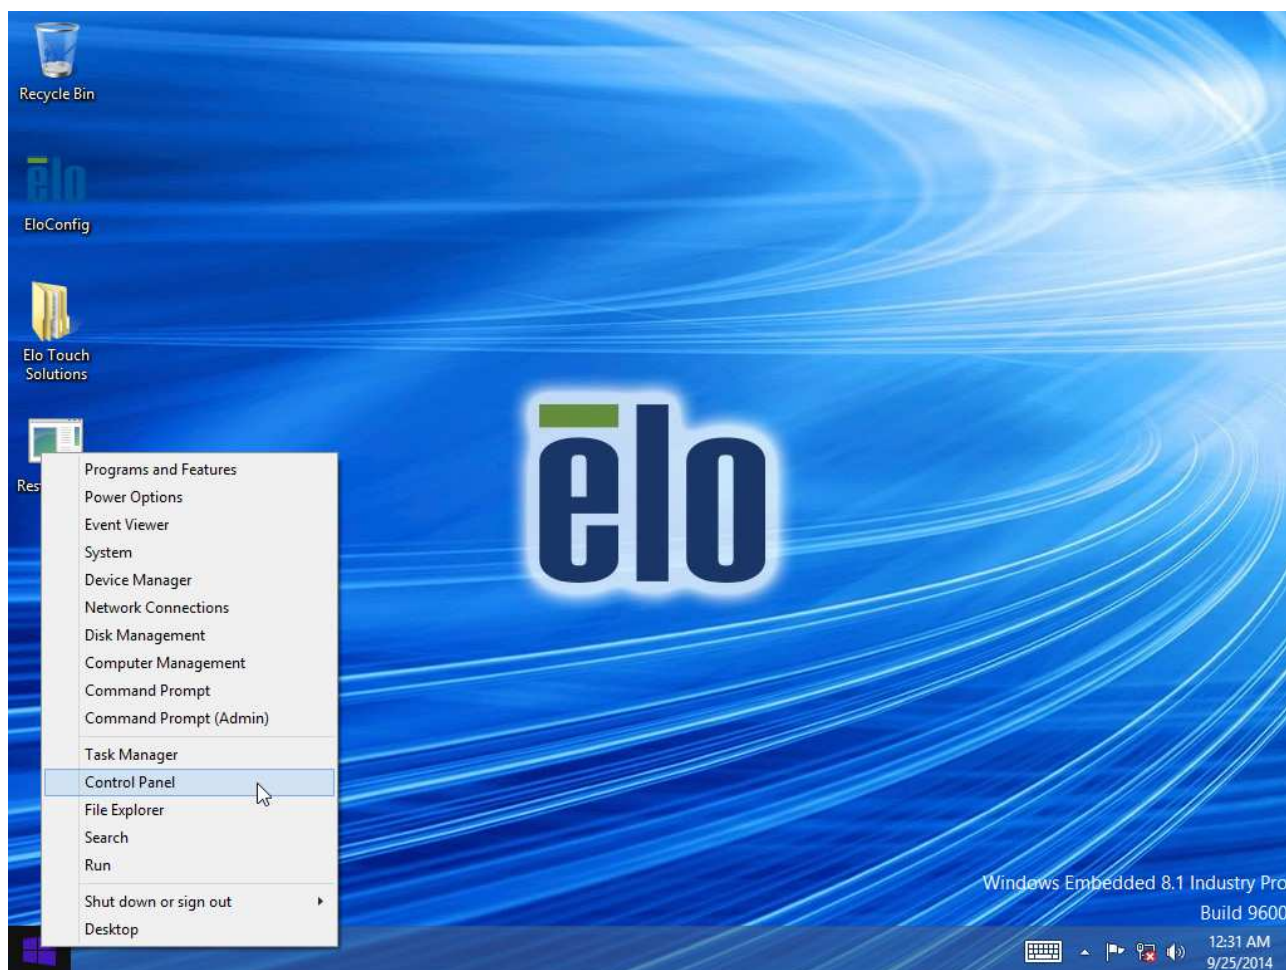 Recycle Bin
elo
EloConfig
Elo Touch
Solutions
Res
Programs and Features
Power Options
Event Viewer
System
Device Manager
Network Connections
Disk Management
Computer Management
Command Prompt
Command Prompt (Admin)
Task Manager
Control Panel
File Explorer
Search
Run
Shut down or sign out
Desktop
ēlo
Windows Embedded 8.1 Industry Pro
Build 9600
12:31 AM
9/25/2014